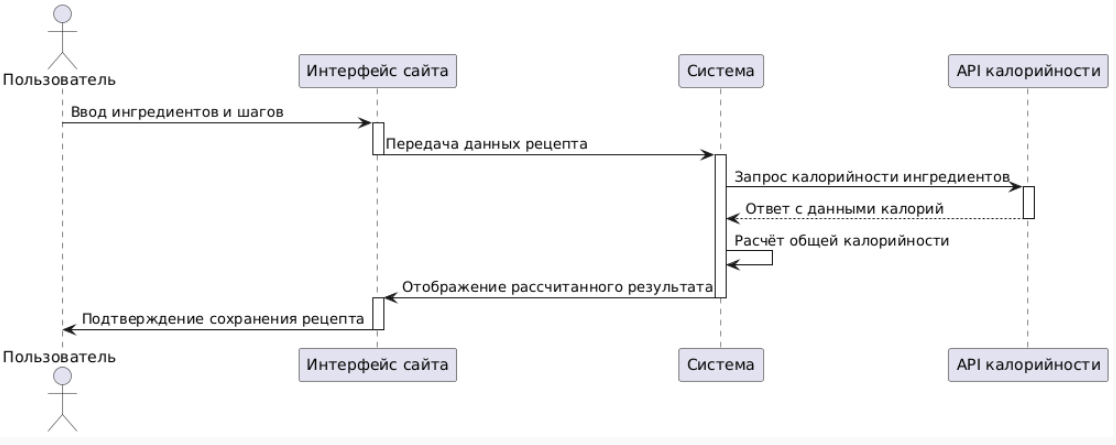 Пользователь
Интерфейс сайта
Система
API калорийности
Ввод ингредиентов и шагов
Передача данных рецепта
Запрос калорийности ингредиентов
Ответ с данными калорий
Расчёт общей калорийности
Отображение рассчитанного результата
Подтверждение сохранения рецепта
Пользователь
Интерфейс сайта
Система
API калорийности